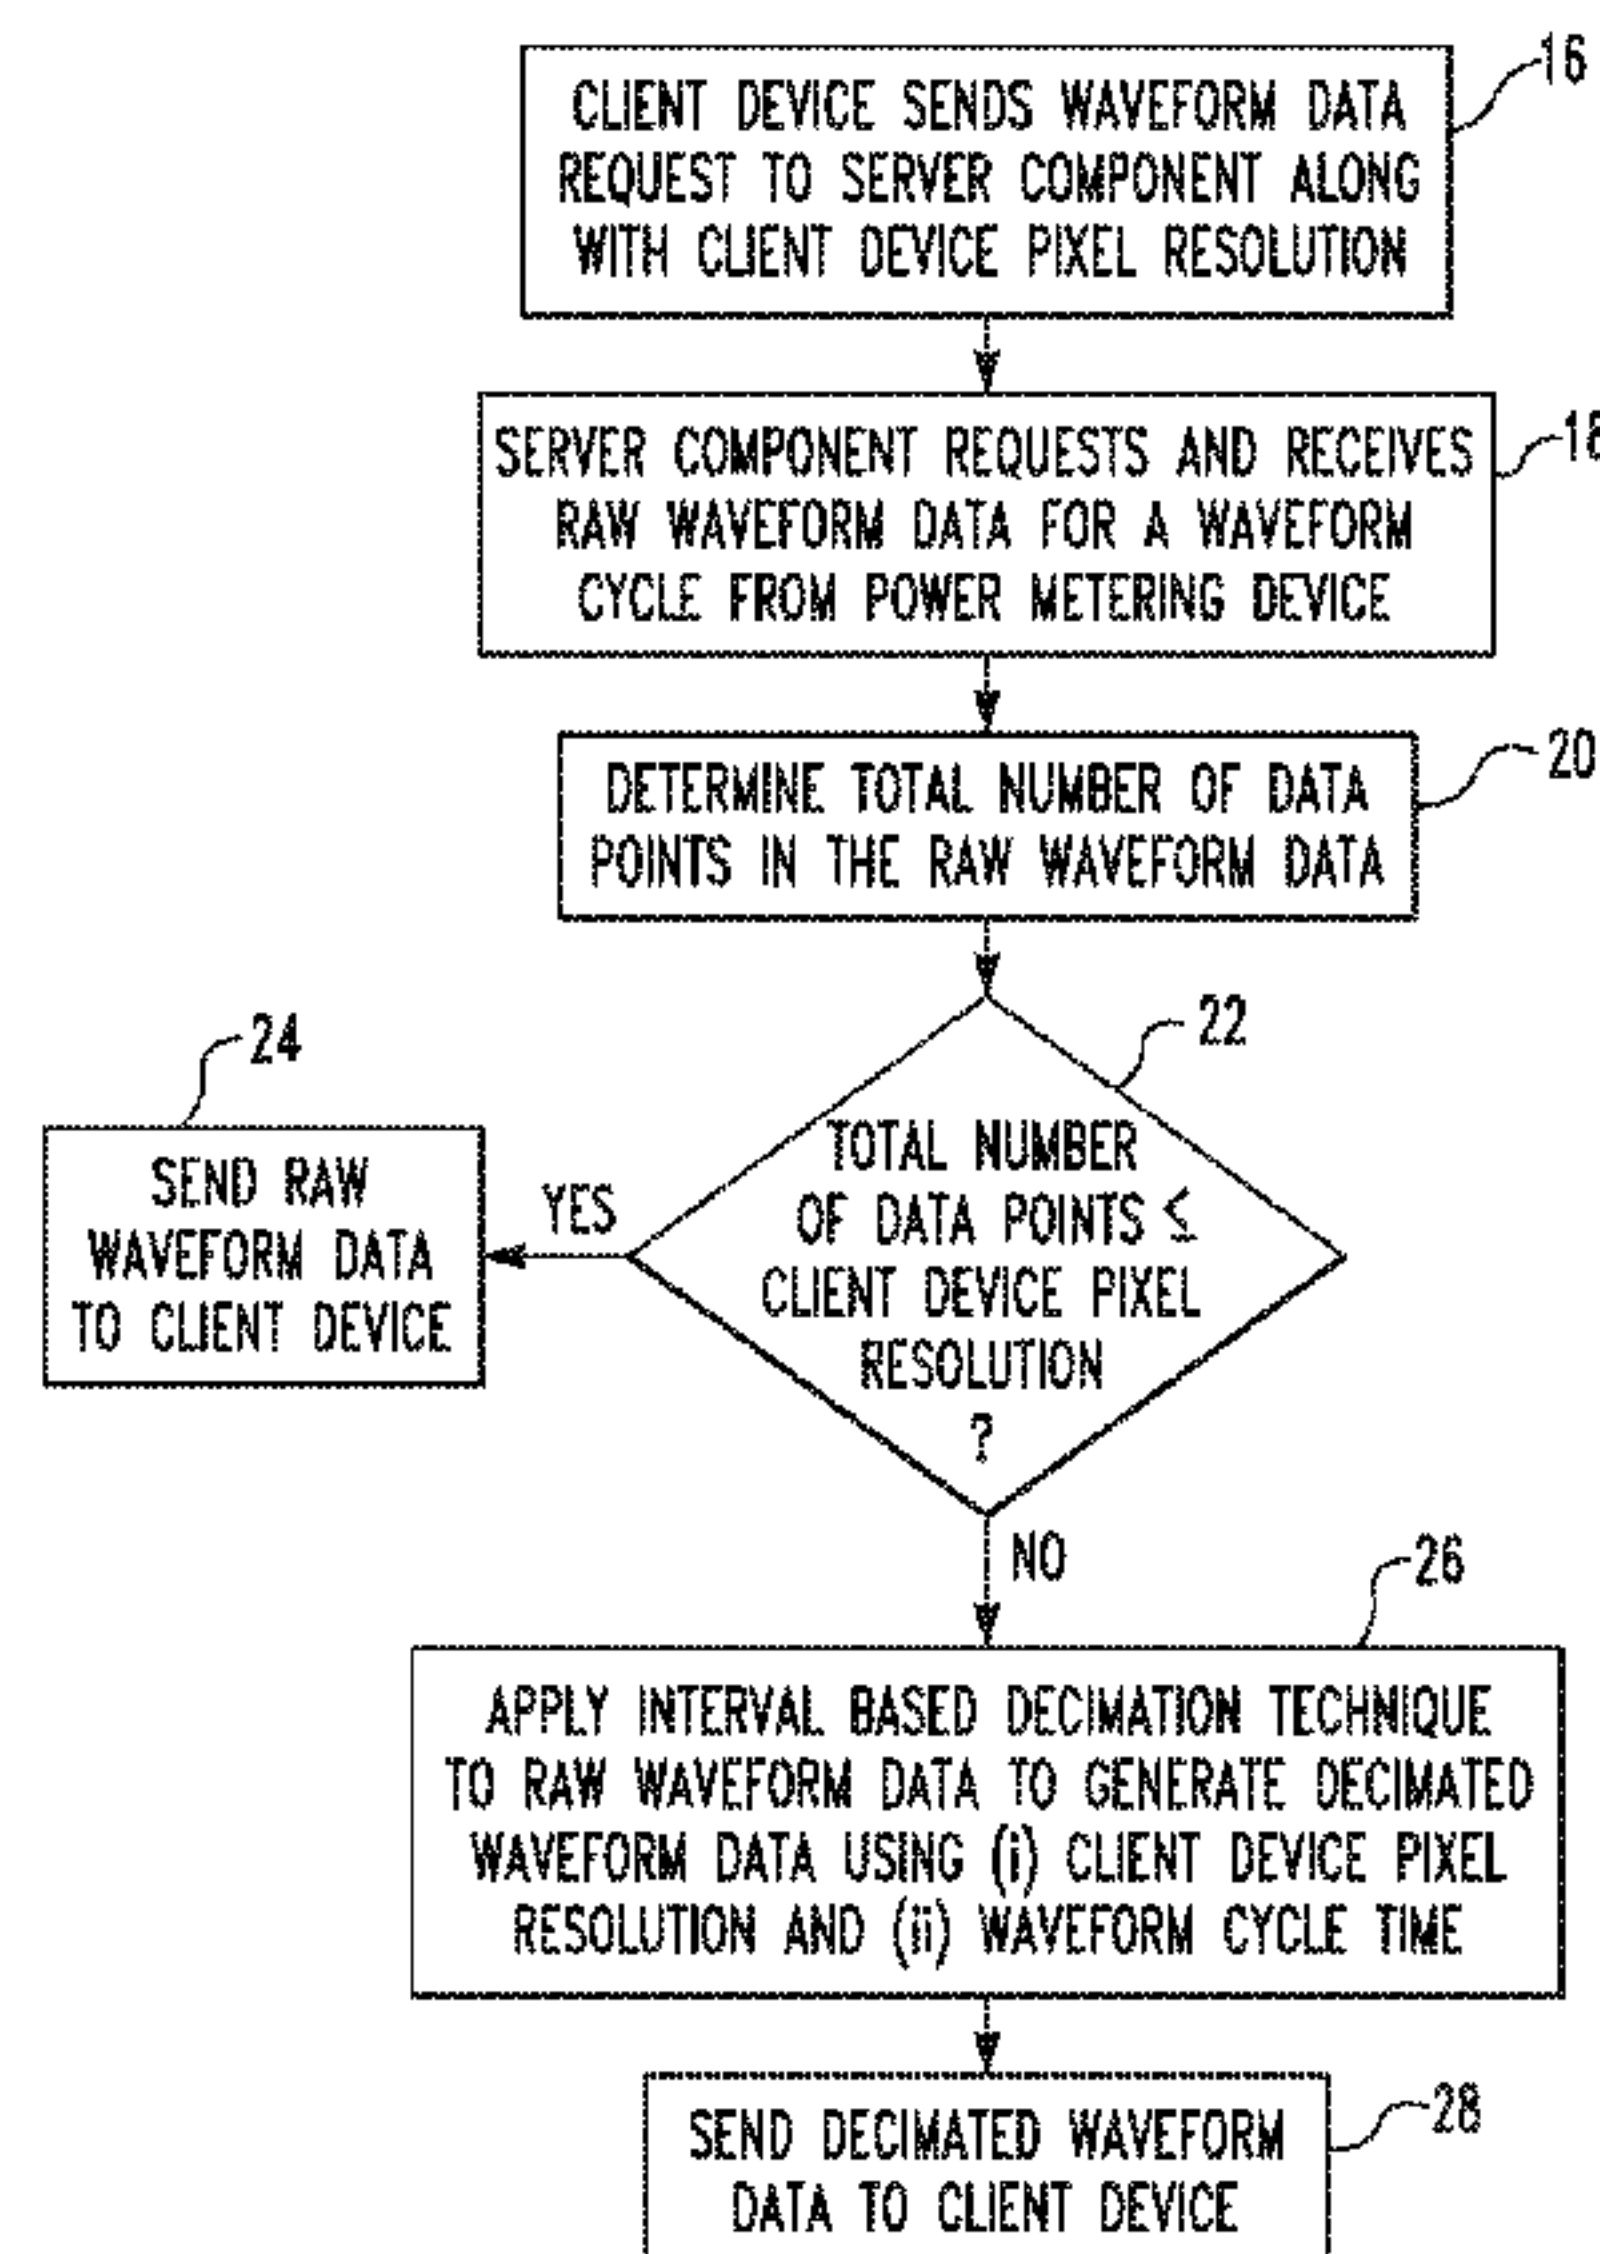 16
CLIENT DEVICE SENDS WAVEFORM DATA
REQUEST TO SERVER COMPONENT ALONG
WITH CLIENT DEVICE PIXEL RESOLUTION
18
SERVER COMPONENT REQUESTS AND RECEIVES
RAW WAVEFORM DATA FOR A WAVEFORM
CYCLE FROM POWER METERING DEVICE
20
DETERMINE TOTAL NUMBER OF DATA
POINTS IN THE RAW WAVEFORM DATA
22
TOTAL NUMBER
OF DATA POINTS ≤
CLIENT DEVICE PIXEL
RESOLUTION
?
YES
24
SEND RAW
WAVEFORM DATA
TO CLIENT DEVICE
NO
26
APPLY INTERVAL BASED DECIMATION TECHNIQUE
TO RAW WAVEFORM DATA TO GENERATE DECIMATED
WAVEFORM DATA USING (i) CLIENT DEVICE PIXEL
RESOLUTION AND (ii) WAVEFORM CYCLE TIME
28
SEND DECIMATED WAVEFORM
DATA TO CLIENT DEVICE